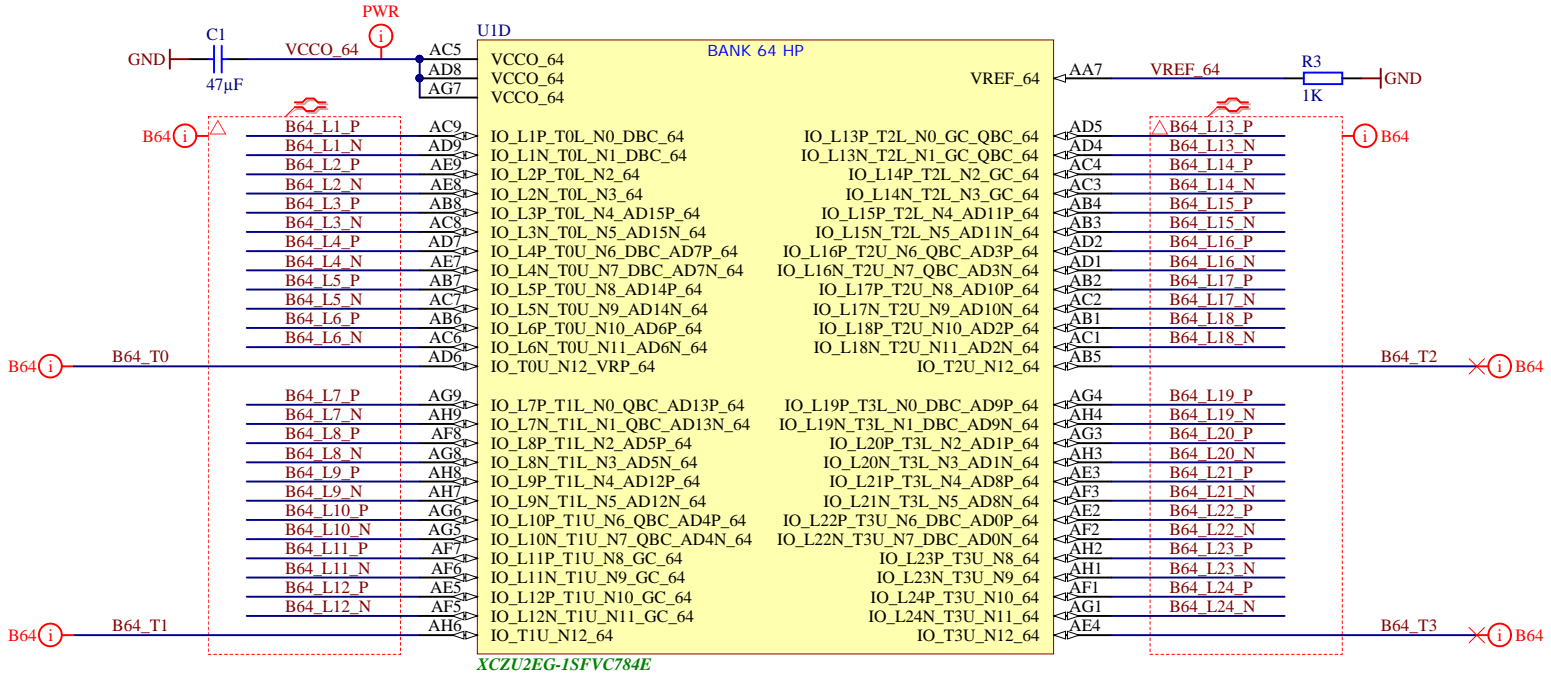 PWR
C1
GND
VCCO_64
47µF
U1D
BANK 64 HP
AC5 VCCO_64
AD8 VCCO_64
AG7 VCCO_64
VREF_64 AA7 VREF_64
R3
1K
GND
B64
B64_L1_P AC9 IO_L1P_T0L_N0_DBC_64
B64_L1_N AD9 IO_L1N_T0L_N1_DBC_64
B64_L2_P AE9 IO_L2P_T0L_N2_64
B64_L2_N AE8 IO_L2N_T0L_N3_64
B64_L3_P AB8 IO_L3P_T0L_N4_AD15P_64
B64_L3_N AC8 IO_L3N_T0L_N5_AD15N_64
B64_L4_P AD7 IO_L4P_T0U_N6_DBC_AD7P_64
B64_L4_N AE7 IO_L4N_T0U_N7_DBC_AD7N_64
B64_L5_P AB7 IO_L5P_T0U_N8_AD14P_64
B64_L5_N AC7 IO_L5N_T0U_N9_AD14N_64
B64_L6_P AB6 IO_L6P_T0U_N10_AD6P_64
B64_L6_N AC6 IO_L6N_T0U_N11_AD6N_64
B64 i B64_T0 AD6 IO_T0U_N12_VRP_64
B64_L7_P AG9 IO_L7P_T1L_N0_QBC_AD13P_64
B64_L7_N AH9 IO_L7N_T1L_N1_QBC_AD13N_64
B64_L8_P AF8 IO_L8P_T1L_N2_AD5P_64
B64_L8_N AG8 IO_L8N_T1L_N3_AD5N_64
B64_L9_P AH8 IO_L9P_T1L_N4_AD12P_64
B64_L9_N AH7 IO_L9N_T1L_N5_AD12N_64
B64_L10_P AG6 IO_L10P_T1U_N6_QBC_AD4P_64
B64_L10_N AG5 IO_L10N_T1U_N7_QBC_AD4N_64
B64_L11_P AF7 IO_L11P_T1U_N8_GC_64
B64_L11_N AF6 IO_L11N_T1U_N9_GC_64
B64_L12_P AE5 IO_L12P_T1U_N10_GC_64
B64_L12_N AF5 IO_L12N_T1U_N11_GC_64
B64 i B64_T1 AH6 IO_T1U_N12_64
IO_L13P_T2L_N0_GC_QBC_64 AD5 B64_L13_P
B64
IO_L13N_T2L_N1_GC_QBC_64 AD4 B64_L13_N
IO_L14P_T2L_N2_GC_64 AC4 B64_L14_P
IO_L14N_T2L_N3_GC_64 AC3 B64_L14_N
IO_L15P_T2L_N4_AD11P_64 AB4 B64_L15_P
IO_L15N_T2L_N5_AD11N_64 AB3 B64_L15_N
IO_L16P_T2U_N6_QBC_AD3P_64 AD2 B64_L16_P
IO_L16N_T2U_N7_QBC_AD3N_64 AD1 B64_L16_N
IO_L17P_T2U_N8_AD10P_64 AB2 B64_L17_P
IO_L17N_T2U_N9_AD10N_64 AC2 B64_L17_N
IO_L18P_T2U_N10_AD2P_64 AB1 B64_L18_P
IO_L18N_T2U_N11_AD2N_64 AC1 B64_L18_N
IO_T2U_N12_64 AB5 B64_T2 i B64
IO_L19P_T3L_N0_DBC_AD9P_64 AG4 B64_L19_P
IO_L19N_T3L_N1_DBC_AD9N_64 AH4 B64_L19_N
IO_L20P_T3L_N2_AD1P_64 AG3 B64_L20_P
IO_L20N_T3L_N3_AD1N_64 AH3 B64_L20_N
IO_L21P_T3L_N4_AD8P_64 AE3 B64_L21_P
IO_L21N_T3L_N5_AD8N_64 AF3 B64_L21_N
IO_L22P_T3U_N6_DBC_AD0P_64 AE2 B64_L22_P
IO_L22N_T3U_N7_DBC_AD0N_64 AF2 B64_L22_N
IO_L23P_T3U_N8_64 AH2 B64_L23_P
IO_L23N_T3U_N9_64 AH1 B64_L23_N
IO_L24P_T3U_N10_64 AF1 B64_L24_P
IO_L24N_T3U_N11_64 AG1 B64_L24_N
IO_T3U_N12_64 AE4 B64_T3 i B64
XCZU2EG-1SFVC784E